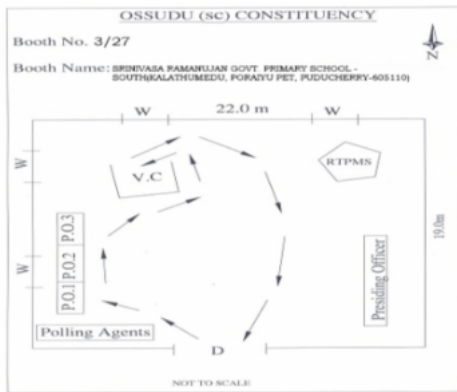 OSSUDU (SC) CONSTITUENCY
Booth No. 3/27
Booth Name: SRINIVASA RAMANUJAN GOVT. PRIMARY SCHOOL -
SOUTH(KALATHUMEDU, PORAIYU PET, PUDUCHERRY-605110)
N
W 22.0 m W
W
V.C
RTPMS
P.O.3
P.O.2
P.O.1
W
19.0m
Presiding Officer
Polling Agents
D
NOT TO SCALE